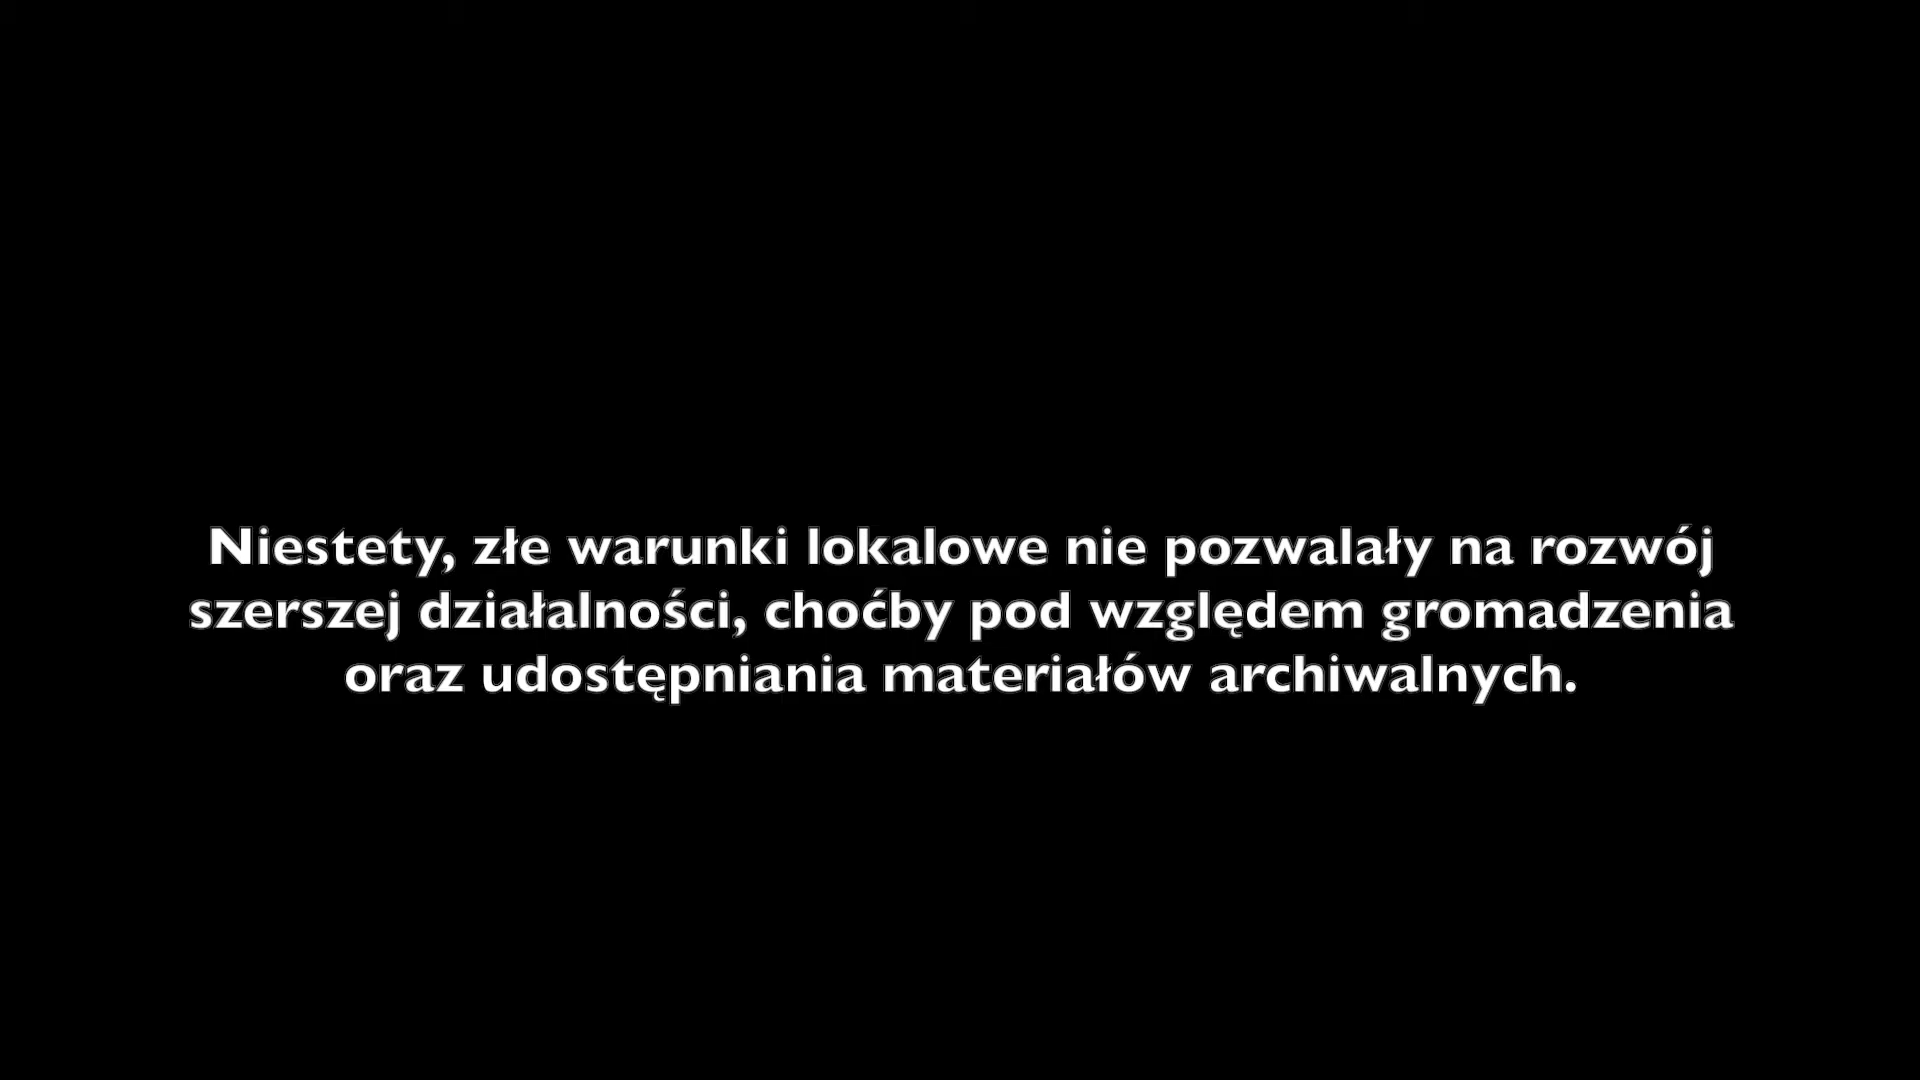 Niestety, złe warunki lokalowe nie pozwalały na rozwój
szerszej działalności, choćby pod względem gromadzenia
oraz udostępniania materiałów archiwalnych.